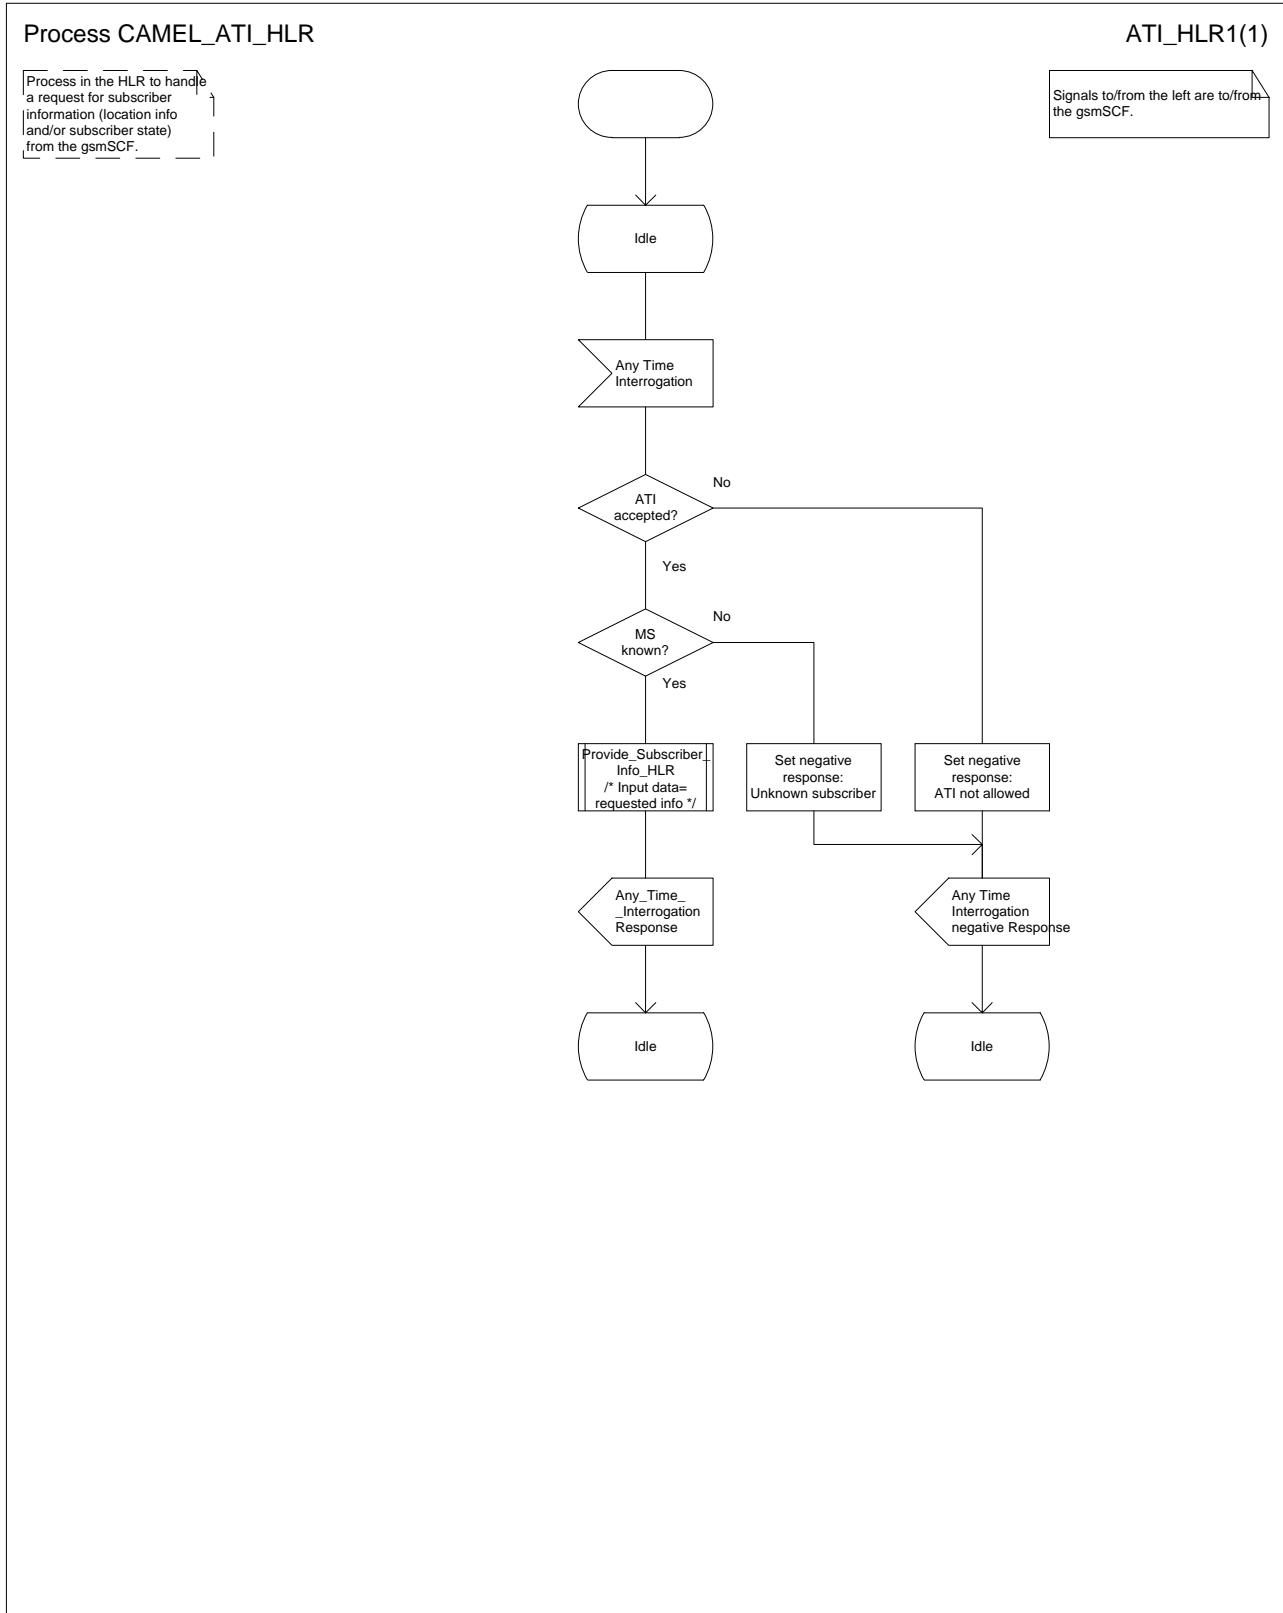 Process CAMEL_ATI_HLR
ATI_HLR1(1)
Process in the HLR to handle
a request for subscriber
information (location info
and/or subscriber state)
from the gsmSCF.
Signals to/from the left are to/from
the gsmSCF.
Idle
Any Time
Interrogation
ATI
accepted?
No
Yes
MS
known?
No
Yes
Provide_Subscriber_
Info_HLR
/* Input data=
requested info */
Set negative
response:
Unknown subscriber
Set negative
response:
ATI not allowed
Any_Time_
_Interrogation
Response
Any Time
Interrogation
negative Response
Idle
Idle